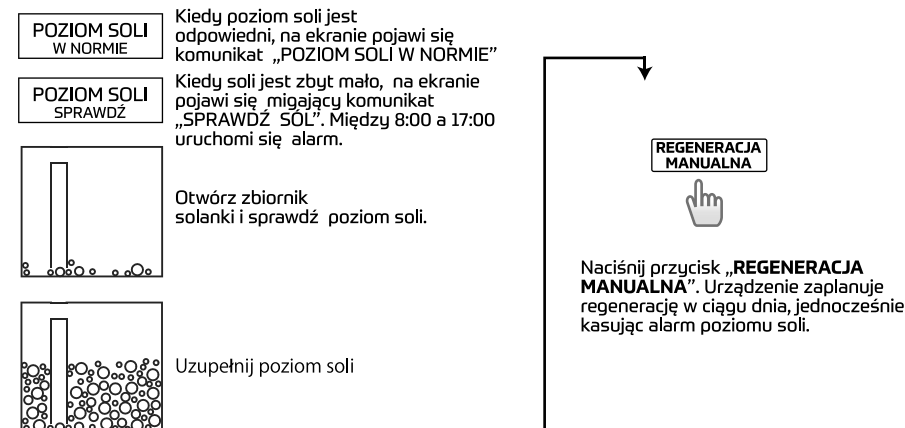 POZIOM SOLI
W NORMIE
Kiedy poziom soli jest
odpowiedni, na ekranie pojawi się
komunikat „POZIOM SOLI W NORMIE”
POZIOM SOLI
SPRAWDŹ
Kiedy soli jest zbyt mało, na ekranie
pojawi się migający komunikat
„SPRAWDŹ SÓL”. Między 8:00 a 17:00
uruchomi się alarm.
Otwórz zbiornik
solanki i sprawdź poziom soli.
Uzupełnij poziom soli
REGENERACJA
MANUALNA
Naciśnij przycisk „REGENERACJA
MANUALNA”. Urządzenie zaplanuje
regenerację w ciągu dnia, jednocześnie
kasując alarm poziomu soli.